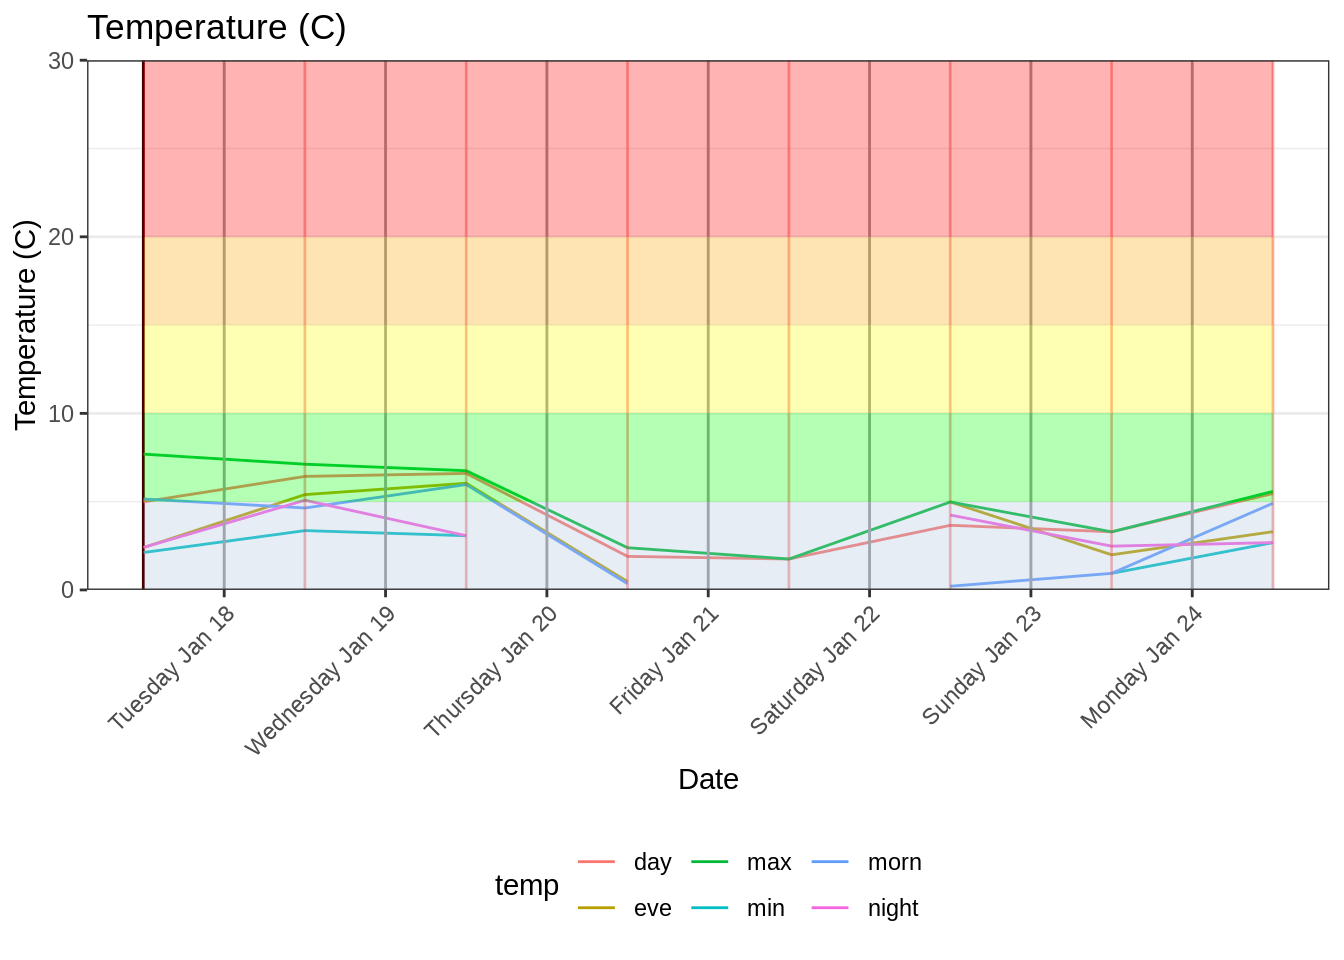 Temperature (C)
Temperature (C)
30
20
10
0
Tuesday Jan 18
Wednesday Jan 19
Thursday Jan 20
Friday Jan 21
Saturday Jan 22
Sunday Jan 23
Monday Jan 24
Date
temp
day
max
morn
eve
min
night